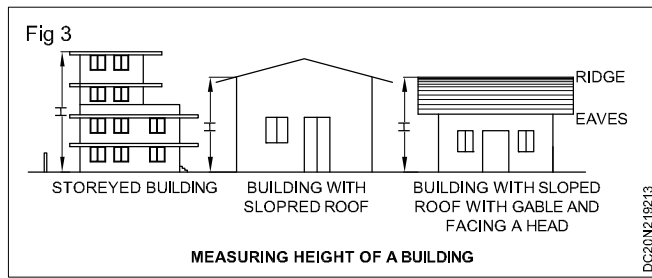 Fig 3
H
H
H
RIDGE
EAVES
STOREYED BUILDING
BUILDING WITH
SLOPRED ROOF
BUILDING WITH SLOPED
ROOF WITH GABLE AND
FACING A HEAD
MEASURING HEIGHT OF A BUILDING
DC20N219213